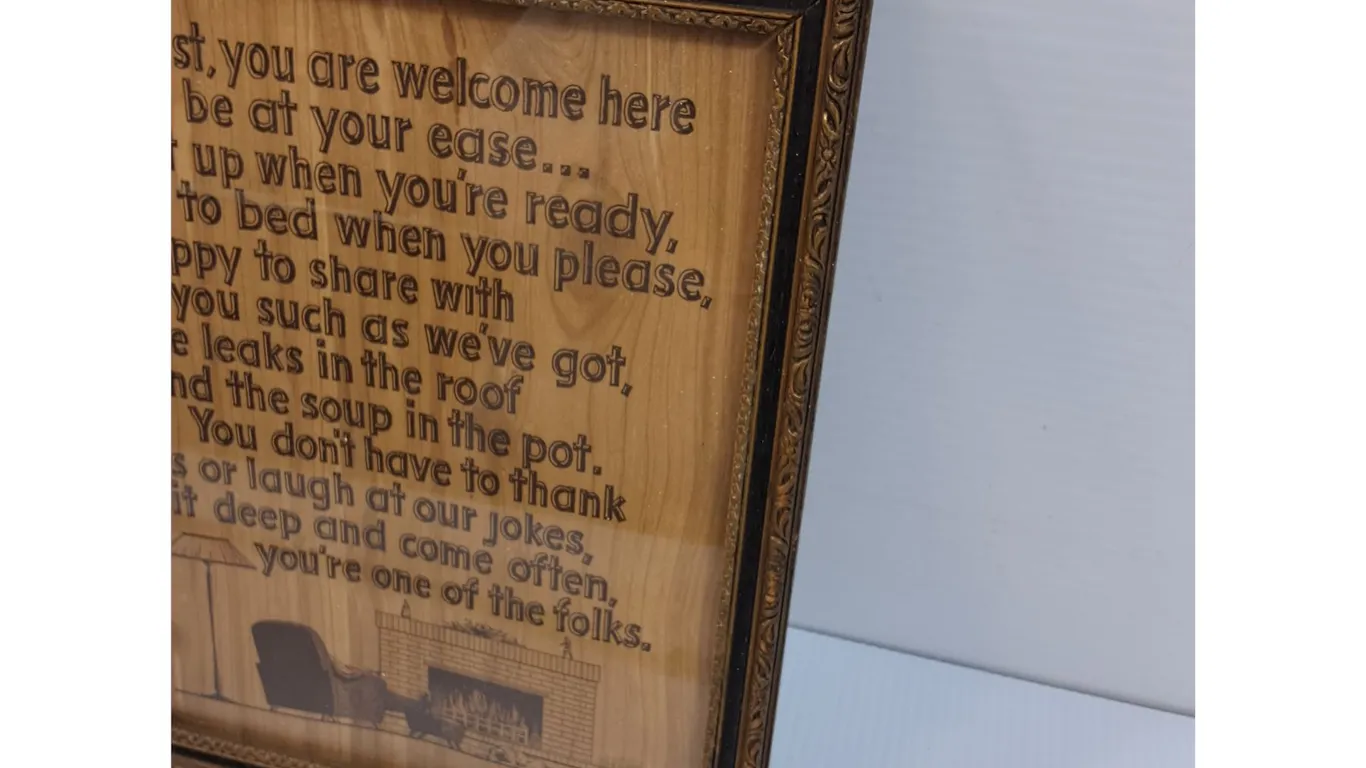 st, you are welcome here
be at your ease...
up when you're ready,
to bed when you please,
ppy to share with
you such as we've got,
e leaks in the roof
nd the soup in the pot.
You don't have to thank
s or laugh at our jokes,
it deep and come often,
you're one of the folks.